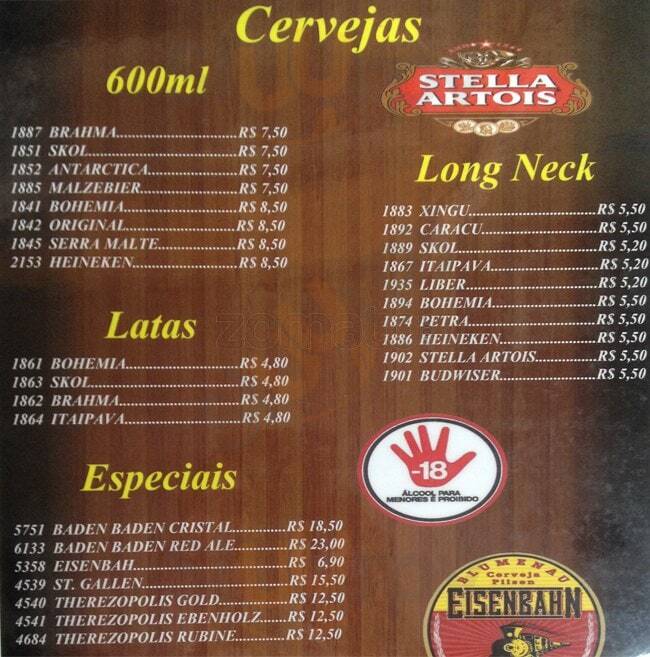 Cervejas
600ml
1887 BRAHMA..............................R$ 7,50
1851 SKOL..............................R$ 7,50
1852 ANTARCTICA..............................R$ 7,50
1885 MALZEBIER..............................R$ 7,50
1841 BOHEMIA..............................R$ 8,50
1842 ORIGINAL..............................R$ 8,50
1845 SERRA MALTE..............................R$ 8,50
2153 HEINEKEN..............................R$ 8,50
Latas
1861 BOHEMIA..............................R$ 4,80
1863 SKOL..............................R$ 4,80
1862 BRAHMA..............................R$ 4,80
1864 ITAIPAVA..............................R$ 4,80
Especiais
5751 BADEN BADEN CRISTAL.............R$ 18,50
6133 BADEN BADEN RED ALE.............R$ 23,00
5358 EISENBAH..............................R$ 6,90
4539 ST. GALLEN..............................R$ 15,50
4540 THEREZOPOLIS GOLD.............R$ 12,50
4541 THEREZOPOLIS EBENHOLZ.......R$ 12,50
4684 THEREZOPOLIS RUBINE..........R$ 12,50
STELLA
ARTOIS
Long Neck
1883 XINGU..............................R$ 5,50
1892 CARACU..............................R$ 5,50
1889 SKOL..............................R$ 5,20
1867 ITAIPAVA..............................R$ 5,20
1935 LIBER..............................R$ 5,20
1894 BOHEMIA..............................R$ 5,50
1874 PETRA..............................R$ 5,50
1886 HEINEKEN..............................R$ 5,50
1902 STELLA ARTOIS....................R$ 5,50
1901 BUDWISER..............................R$ 5,50
-18
ÁLCOOL PARA
MENORES É PROIBIDO
BLUMENAU
Cerveja
Pilsen
EISENBAHN